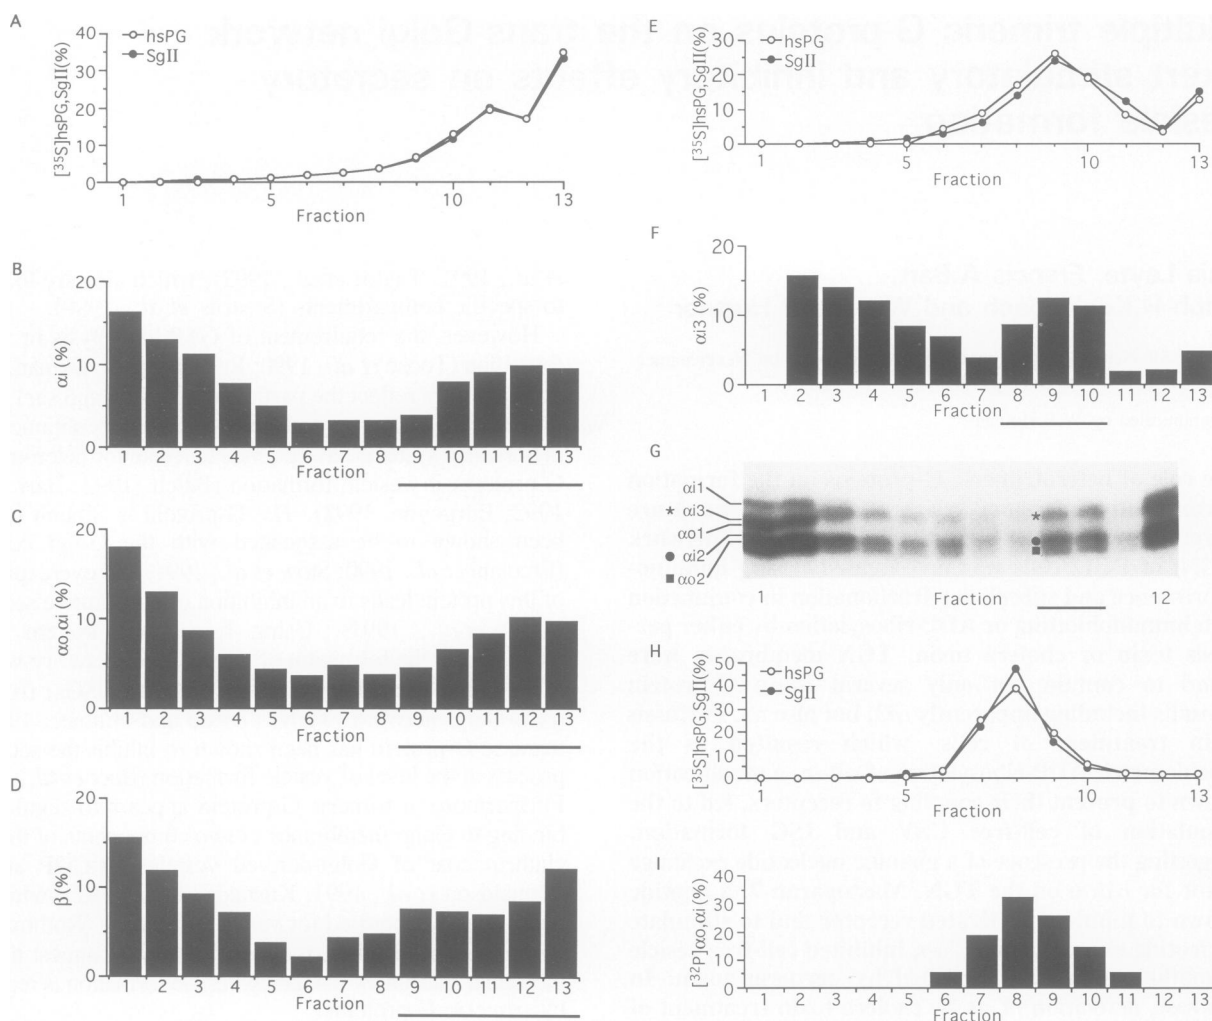 A
hsPG
SgII
[³⁵S]hsPG,SgII(%)
40
30
20
10
0
1 5 10 13
Fraction
B
αi (%)
20
10
0
1 2 3 4 5 6 7 8 9 10 11 12 13
Fraction
C
αo,αi (%)
20
10
0
1 2 3 4 5 6 7 8 9 10 11 12 13
Fraction
D
β (%)
20
10
0
1 2 3 4 5 6 7 8 9 10 11 12 13
Fraction
E
hsPG
SgII
[³⁵S]hsPG,SgII(%)
30
20
10
0
1 5 10 13
Fraction
F
αi3 (%)
20
10
0
1 2 3 4 5 6 7 8 9 10 11 12 13
Fraction
G
αi1
* αi3
αo1
● αi2
■ αo2
*
●
■
1 Fraction 12
H
hsPG
SgII
[³⁵S]hsPG,SgII(%)
50
40
30
20
10
0
1 5 10 13
Fraction
I
[³²P]αo,αi(%)
40
30
20
10
0
1 2 3 4 5 6 7 8 9 10 11 12 13
Fraction